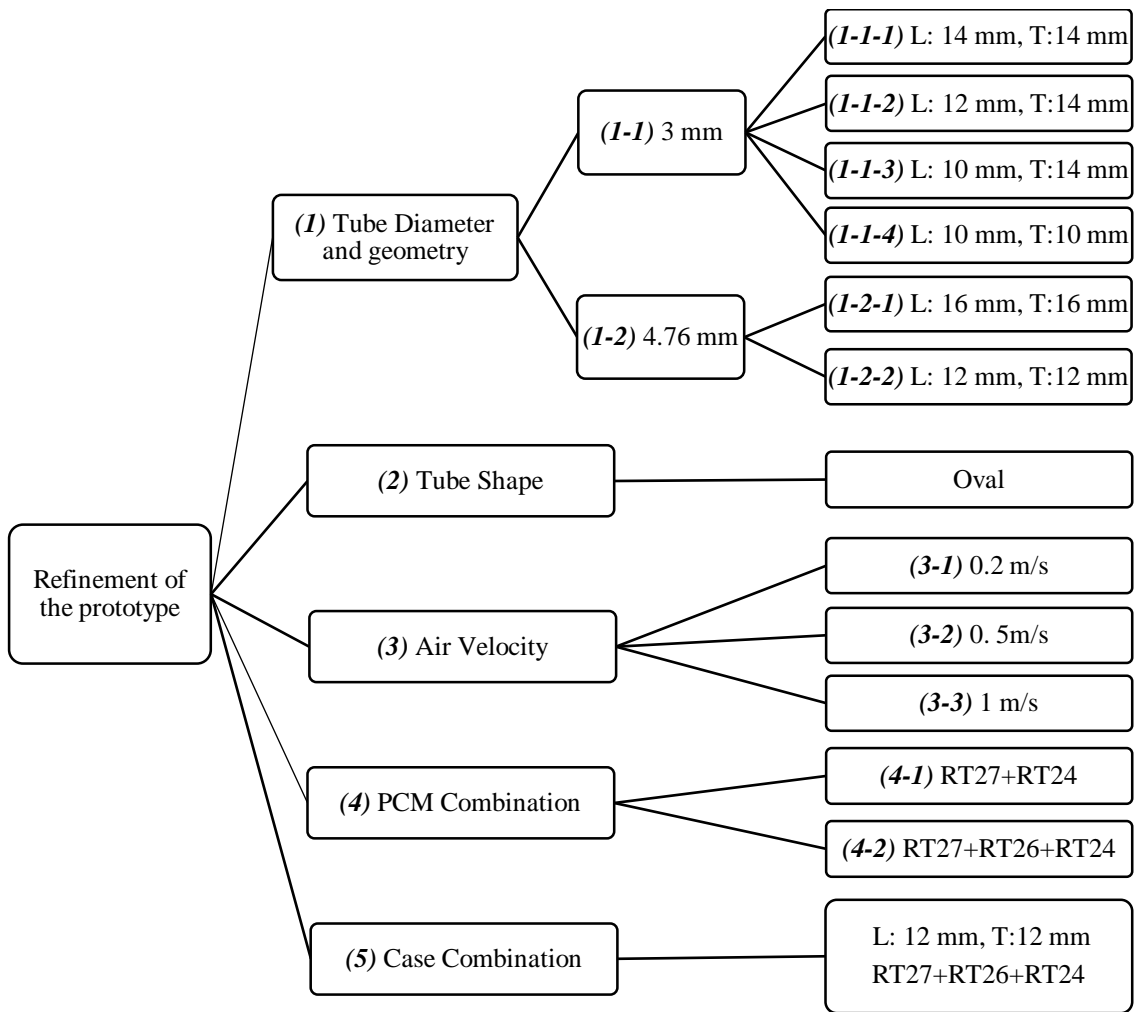 Refinement of
the prototype
(1) Tube Diameter
and geometry
(1-1) 3 mm
(1-1-1) L: 14 mm, T:14 mm
(1-1-2) L: 12 mm, T:14 mm
(1-1-3) L: 10 mm, T:14 mm
(1-1-4) L: 10 mm, T:10 mm
(1-2) 4.76 mm
(1-2-1) L: 16 mm, T:16 mm
(1-2-2) L: 12 mm, T:12 mm
(2) Tube Shape
Oval
(3) Air Velocity
(3-1) 0.2 m/s
(3-2) 0. 5m/s
(3-3) 1 m/s
(4) PCM Combination
(4-1) RT27+RT24
(4-2) RT27+RT26+RT24
(5) Case Combination
L: 12 mm, T:12 mm
RT27+RT26+RT24